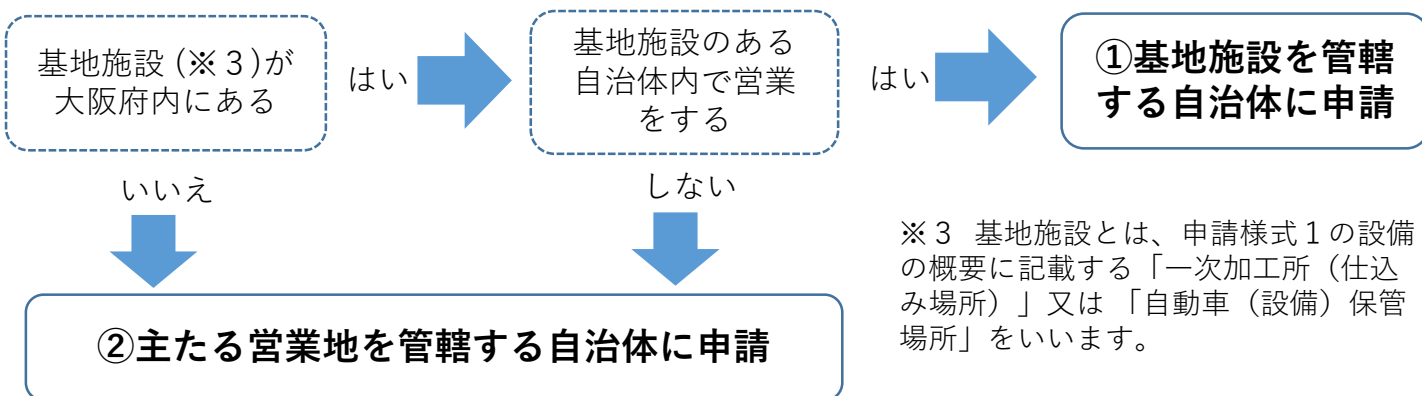 基地施設 (※３)が
大阪府内にある
はい
基地施設のある
自治体内で営業
をする
はい
①基地施設を管轄
する自治体に申請
いいえ
しない
②主たる営業地を管轄する自治体に申請
※３ 基地施設とは、申請様式１の設備
の概要に記載する「一次加工所（仕込
み場所）」又は 「自動車（設備）保管
場所」をいいます。